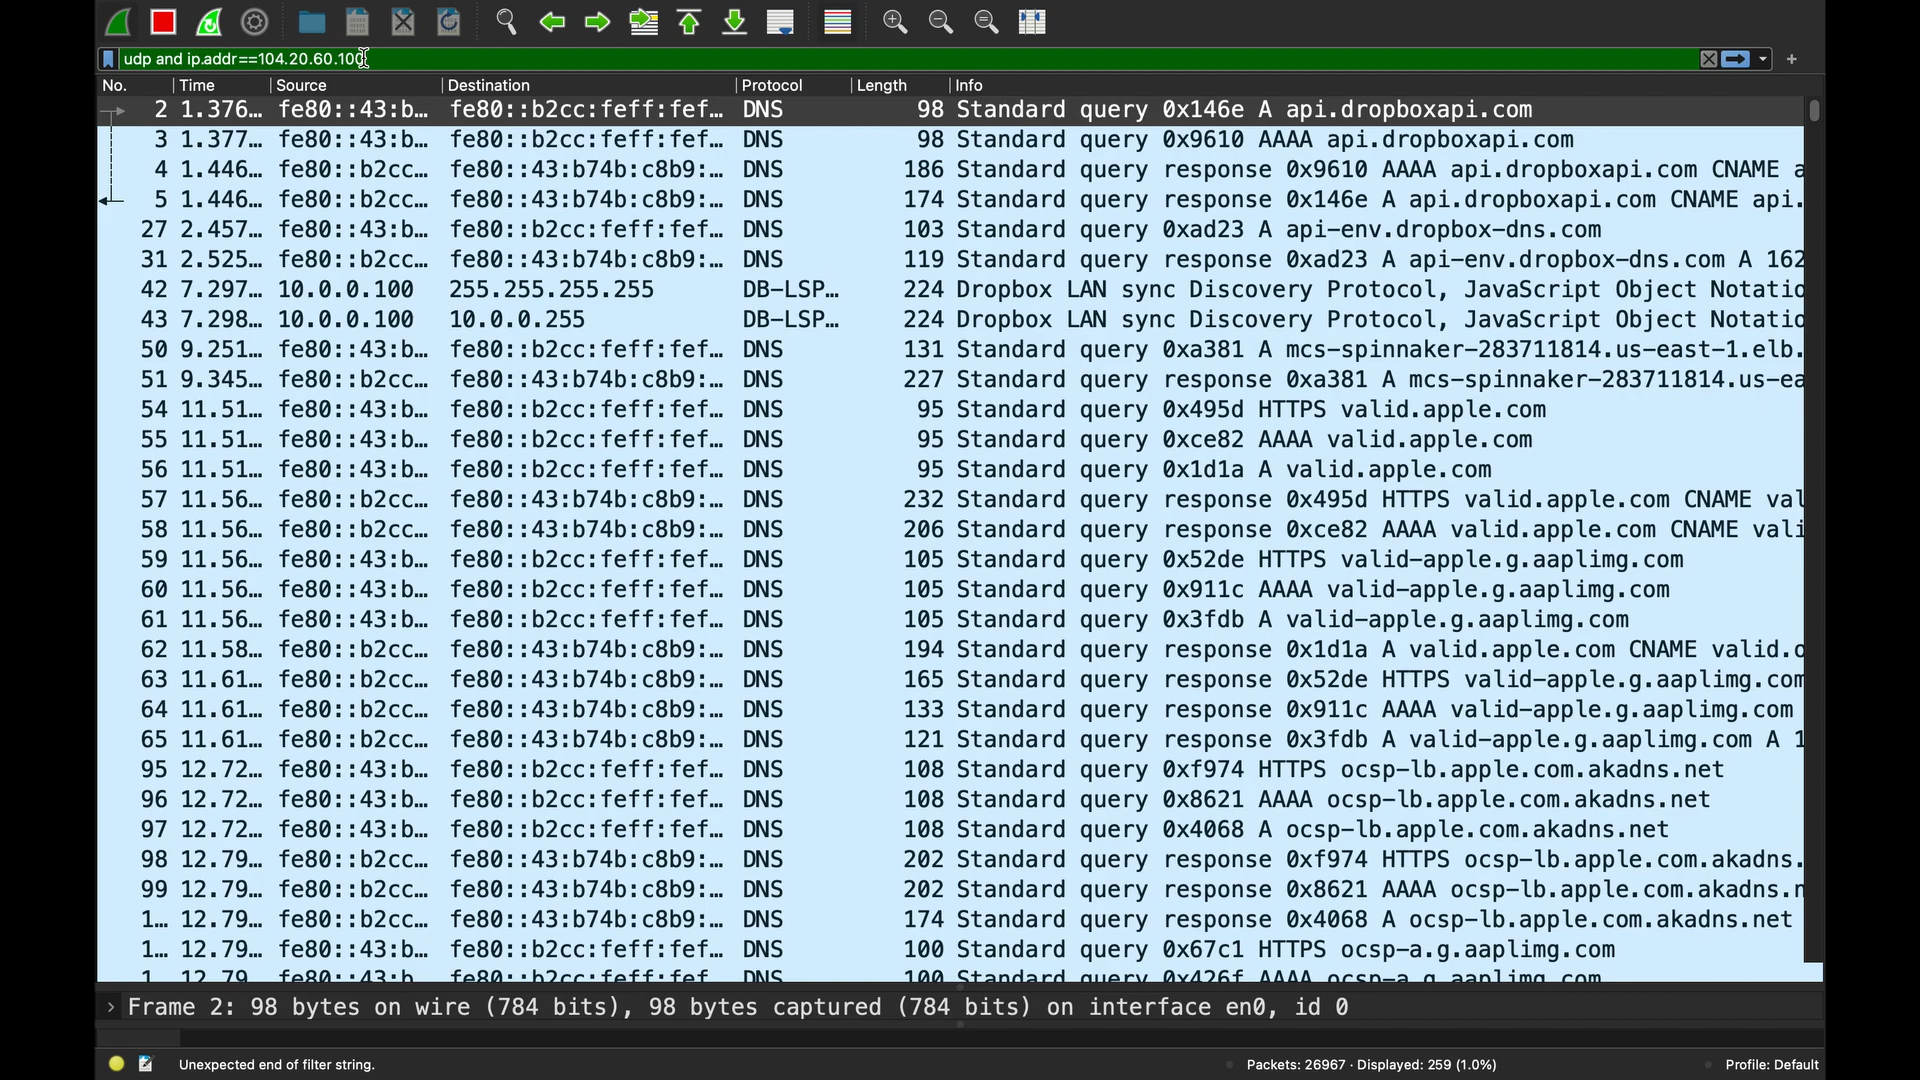 udp and ip.addr==104.20.60.100
No. Time Source Destination Protocol Length Info
2 1.376… fe80::43:b… fe80::b2cc:feff:fef… DNS 98 Standard query 0x146e A api.dropboxapi.com
3 1.377… fe80::43:b… fe80::b2cc:feff:fef… DNS 98 Standard query 0x9610 AAAA api.dropboxapi.com
4 1.446… fe80::b2cc… fe80::43:b74b:c8b9:… DNS 186 Standard query response 0x9610 AAAA api.dropboxapi.com CNAME a
5 1.446… fe80::b2cc… fe80::43:b74b:c8b9:… DNS 174 Standard query response 0x146e A api.dropboxapi.com CNAME api.
27 2.457… fe80::43:b… fe80::b2cc:feff:fef… DNS 103 Standard query 0xad23 A api-env.dropbox-dns.com
31 2.525… fe80::b2cc… fe80::43:b74b:c8b9:… DNS 119 Standard query response 0xad23 A api-env.dropbox-dns.com A 162
42 7.297… 10.0.0.100 255.255.255.255 DB-LSP… 224 Dropbox LAN sync Discovery Protocol, JavaScript Object Notatio
43 7.298… 10.0.0.100 10.0.0.255 DB-LSP… 224 Dropbox LAN sync Discovery Protocol, JavaScript Object Notatio
50 9.251… fe80::43:b… fe80::b2cc:feff:fef… DNS 131 Standard query 0xa381 A mcs-spinnaker-283711814.us-east-1.elb.
51 9.345… fe80::b2cc… fe80::43:b74b:c8b9:… DNS 227 Standard query response 0xa381 A mcs-spinnaker-283711814.us-ea
54 11.51… fe80::43:b… fe80::b2cc:feff:fef… DNS 95 Standard query 0x495d HTTPS valid.apple.com
55 11.51… fe80::43:b… fe80::b2cc:feff:fef… DNS 95 Standard query 0xce82 AAAA valid.apple.com
56 11.51… fe80::43:b… fe80::b2cc:feff:fef… DNS 95 Standard query 0x1d1a A valid.apple.com
57 11.56… fe80::b2cc… fe80::43:b74b:c8b9:… DNS 232 Standard query response 0x495d HTTPS valid.apple.com CNAME val
58 11.56… fe80::b2cc… fe80::43:b74b:c8b9:… DNS 206 Standard query response 0xce82 AAAA valid.apple.com CNAME vali
59 11.56… fe80::43:b… fe80::b2cc:feff:fef… DNS 105 Standard query 0x52de HTTPS valid-apple.g.aaplimg.com
60 11.56… fe80::43:b… fe80::b2cc:feff:fef… DNS 105 Standard query 0x911c AAAA valid-apple.g.aaplimg.com
61 11.56… fe80::43:b… fe80::b2cc:feff:fef… DNS 105 Standard query 0x3fdb A valid-apple.g.aaplimg.com
62 11.58… fe80::b2cc… fe80::43:b74b:c8b9:… DNS 194 Standard query response 0x1d1a A valid.apple.com CNAME valid.o
63 11.61… fe80::b2cc… fe80::43:b74b:c8b9:… DNS 165 Standard query response 0x52de HTTPS valid-apple.g.aaplimg.com
64 11.61… fe80::b2cc… fe80::43:b74b:c8b9:… DNS 133 Standard query response 0x911c AAAA valid-apple.g.aaplimg.com
65 11.61… fe80::b2cc… fe80::43:b74b:c8b9:… DNS 121 Standard query response 0x3fdb A valid-apple.g.aaplimg.com A 1
95 12.72… fe80::43:b… fe80::b2cc:feff:fef… DNS 108 Standard query 0xf974 HTTPS ocsp-lb.apple.com.akadns.net
96 12.72… fe80::43:b… fe80::b2cc:feff:fef… DNS 108 Standard query 0x8621 AAAA ocsp-lb.apple.com.akadns.net
97 12.72… fe80::43:b… fe80::b2cc:feff:fef… DNS 108 Standard query 0x4068 A ocsp-lb.apple.com.akadns.net
98 12.79… fe80::b2cc… fe80::43:b74b:c8b9:… DNS 202 Standard query response 0xf974 HTTPS ocsp-lb.apple.com.akadns.
99 12.79… fe80::b2cc… fe80::43:b74b:c8b9:… DNS 202 Standard query response 0x8621 AAAA ocsp-lb.apple.com.akadns.n
1… 12.79… fe80::b2cc… fe80::43:b74b:c8b9:… DNS 174 Standard query response 0x4068 A ocsp-lb.apple.com.akadns.net
1… 12.79… fe80::43:b… fe80::b2cc:feff:fef… DNS 100 Standard query 0x67c1 HTTPS ocsp-a.g.aaplimg.com
1… 12.79… fe80::43:b… fe80::b2cc:feff:fef… DNS 100 Standard query 0x426f AAAA ocsp-a.g.aaplimg.com
Frame 2: 98 bytes on wire (784 bits), 98 bytes captured (784 bits) on interface en0, id 0
Unexpected end of filter string. Packets: 26967 · Displayed: 259 (1.0%) Profile: Default